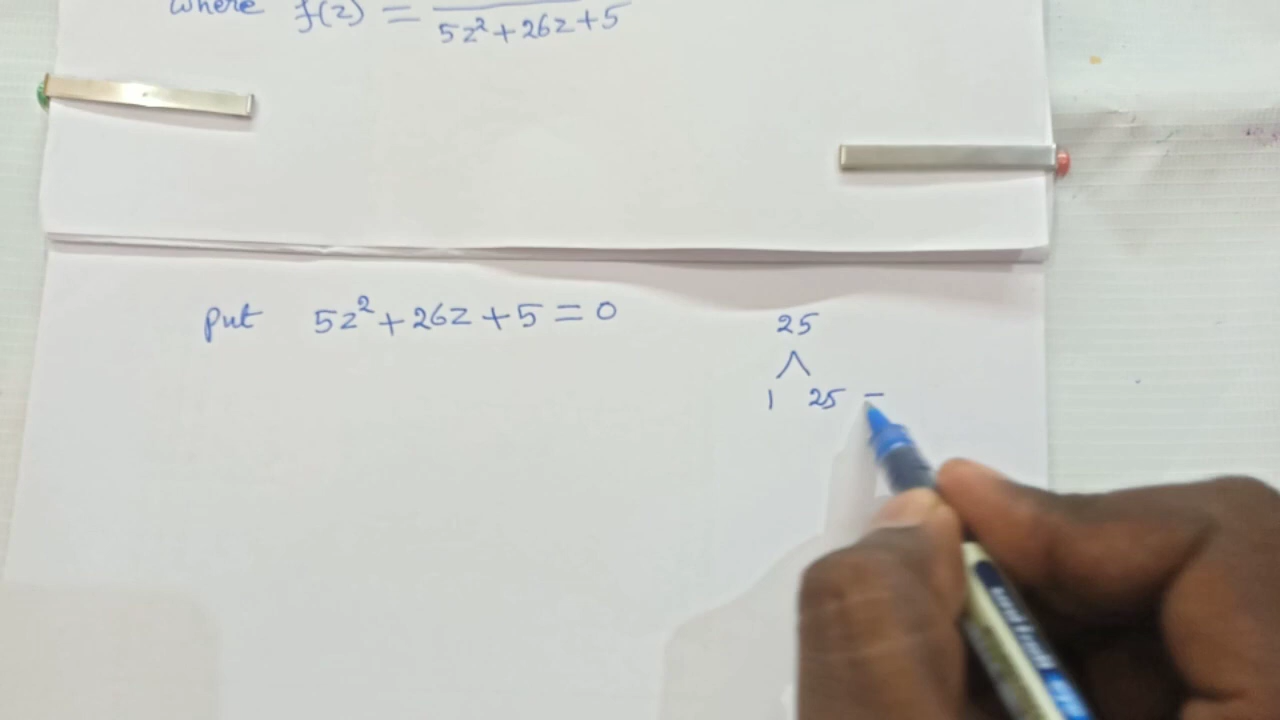 where f(z) =
5z²+26z+5
put 5z²+26z+5=0
25
1 25 =